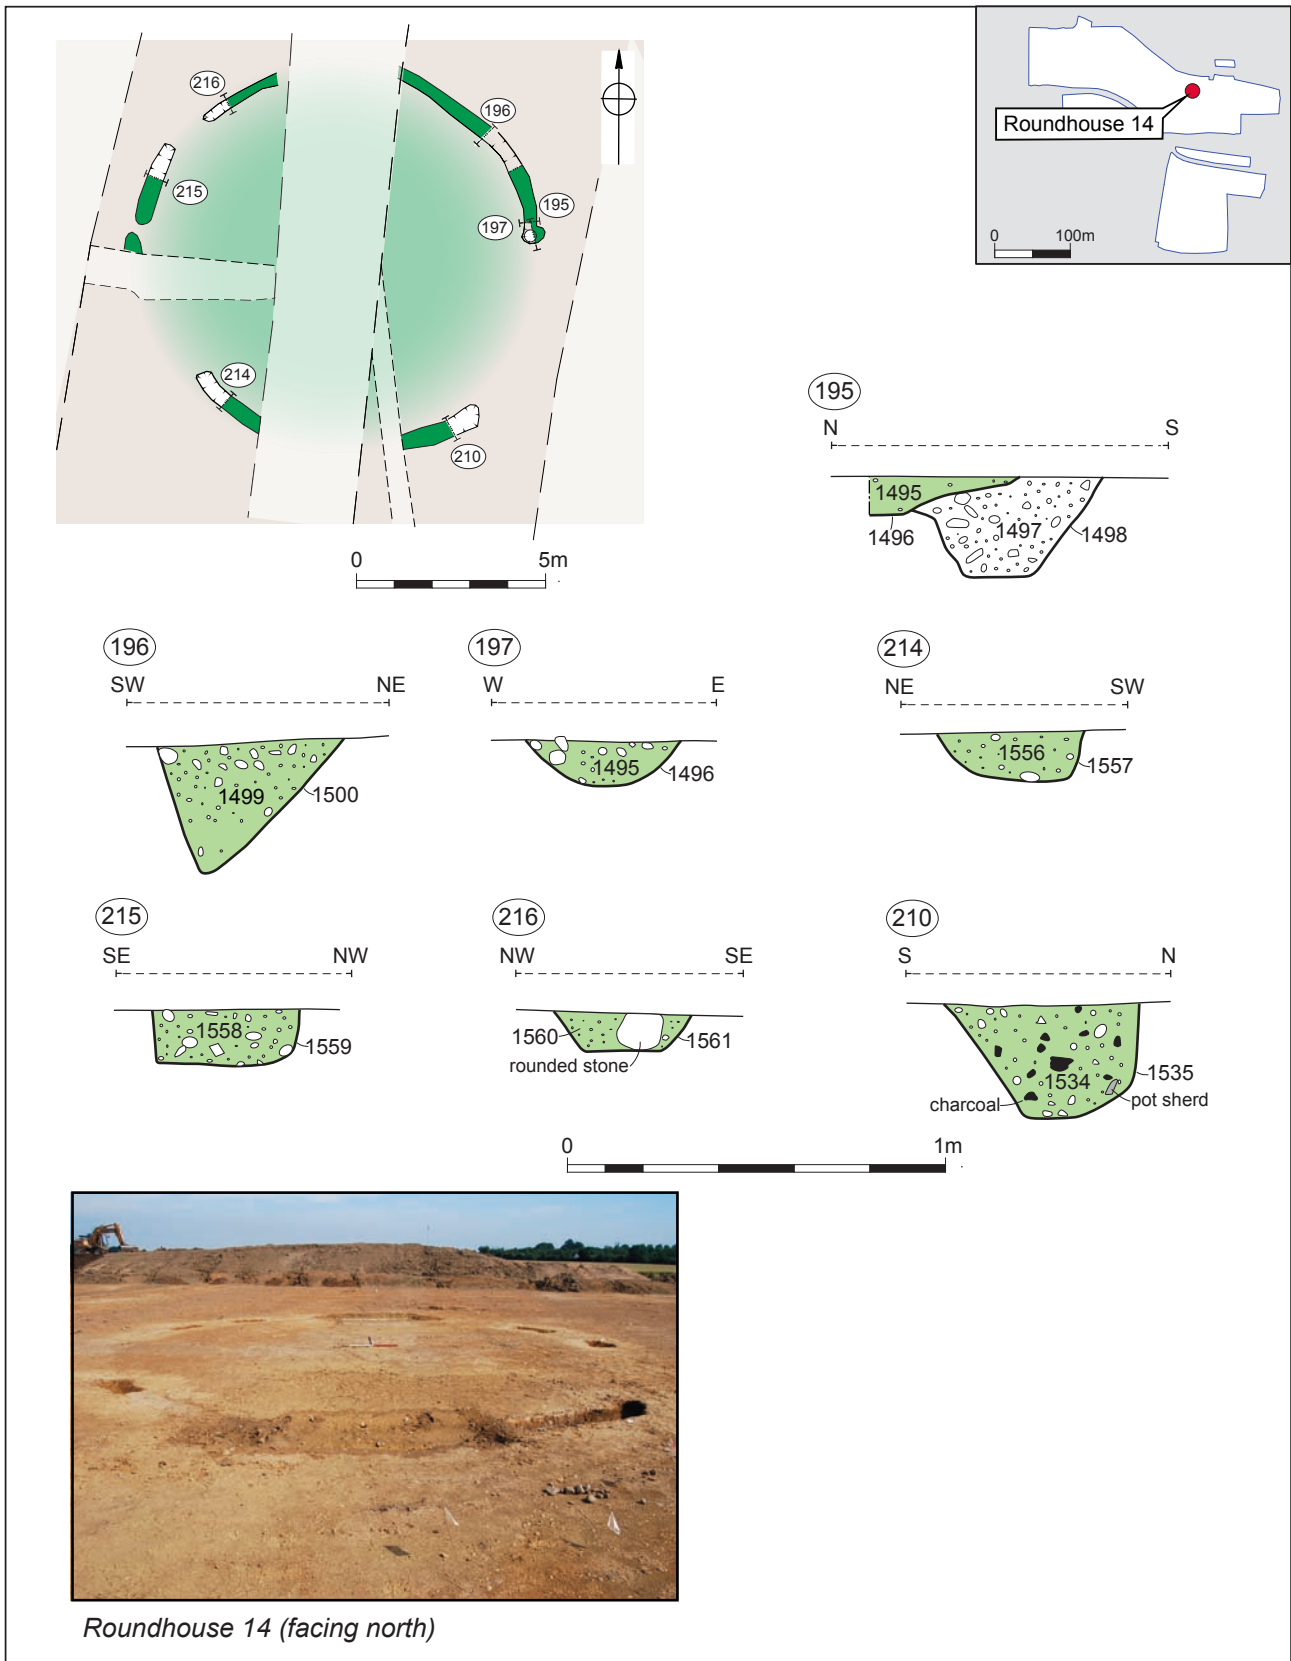 216
196
215
195
197
214
210
0 5m
Roundhouse 14
0 100m
195
N S
1495
1496
1497
1498
196
SW NE
1499
1500
197
W E
1495
1496
214
NE SW
1556
1557
215
SE NW
1558
1559
216
NW SE
1560
1561
rounded stone
210
S N
1534
1535
charcoal
pot sherd
0 1m
Roundhouse 14 (facing north)